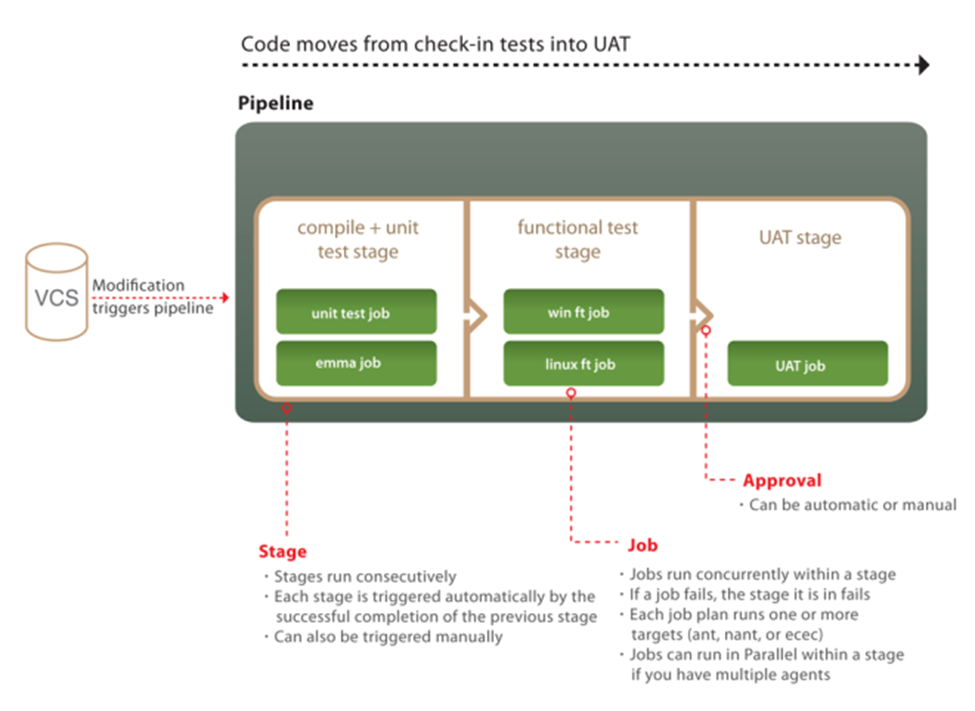 Code moves from check-in tests into UAT
Pipeline
compile + unit
test stage
functional test
stage
UAT stage
VCS
Modification
triggers pipeline
unit test job
emma job
win ft job
linux ft job
UAT job
Approval
· Can be automatic or manual
Stage
· Stages run consecutively
· Each stage is triggered automatically by the
successful completion of the previous stage
· Can also be triggered manually
Job
· Jobs run concurrently within a stage
· If a job fails, the stage it is in fails
· Each job plan runs one or more
targets (ant, nant, or ecec)
· Jobs can run in Parallel within a stage
if you have multiple agents